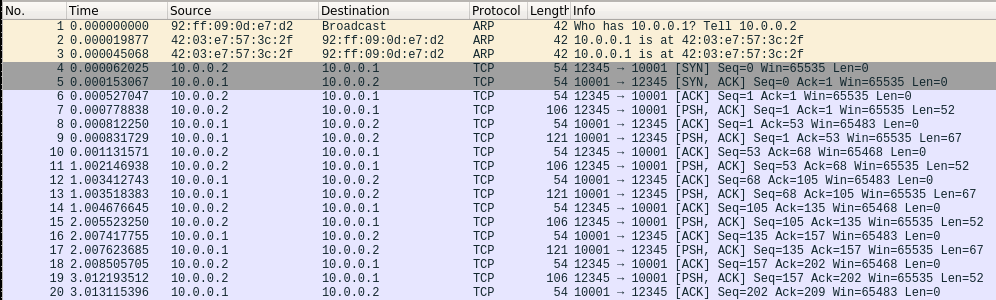 No. Time Source Destination Protocol Length Info
1 0.000000000 92:ff:09:0d:e7:d2 Broadcast ARP 42 Who has 10.0.0.1? Tell 10.0.0.2
2 0.000019877 42:03:e7:57:3c:2f 92:ff:09:0d:e7:d2 ARP 42 10.0.0.1 is at 42:03:e7:57:3c:2f
3 0.000045068 42:03:e7:57:3c:2f 92:ff:09:0d:e7:d2 ARP 42 10.0.0.1 is at 42:03:e7:57:3c:2f
4 0.000062025 10.0.0.2 10.0.0.1 TCP 54 12345 → 10001 [SYN] Seq=0 Win=65535 Len=0
5 0.000153067 10.0.0.1 10.0.0.2 TCP 54 10001 → 12345 [SYN, ACK] Seq=0 Ack=1 Win=65535 Len=0
6 0.000527047 10.0.0.2 10.0.0.1 TCP 54 12345 → 10001 [ACK] Seq=1 Ack=1 Win=65535 Len=0
7 0.000778838 10.0.0.2 10.0.0.1 TCP 106 12345 → 10001 [PSH, ACK] Seq=1 Ack=1 Win=65535 Len=52
8 0.000812250 10.0.0.1 10.0.0.2 TCP 54 10001 → 12345 [ACK] Seq=1 Ack=53 Win=65483 Len=0
9 0.000831729 10.0.0.1 10.0.0.2 TCP 121 10001 → 12345 [PSH, ACK] Seq=1 Ack=53 Win=65535 Len=67
10 0.001131571 10.0.0.2 10.0.0.1 TCP 54 12345 → 10001 [ACK] Seq=53 Ack=68 Win=65468 Len=0
11 1.002146938 10.0.0.2 10.0.0.1 TCP 106 12345 → 10001 [PSH, ACK] Seq=53 Ack=68 Win=65535 Len=52
12 1.003412743 10.0.0.1 10.0.0.2 TCP 54 10001 → 12345 [ACK] Seq=68 Ack=105 Win=65483 Len=0
13 1.003518383 10.0.0.1 10.0.0.2 TCP 121 10001 → 12345 [PSH, ACK] Seq=68 Ack=105 Win=65535 Len=67
14 1.004676645 10.0.0.2 10.0.0.1 TCP 54 12345 → 10001 [ACK] Seq=105 Ack=135 Win=65468 Len=0
15 2.005523250 10.0.0.2 10.0.0.1 TCP 106 12345 → 10001 [PSH, ACK] Seq=105 Ack=135 Win=65535 Len=52
16 2.007417755 10.0.0.1 10.0.0.2 TCP 54 10001 → 12345 [ACK] Seq=135 Ack=157 Win=65483 Len=0
17 2.007623685 10.0.0.1 10.0.0.2 TCP 121 10001 → 12345 [PSH, ACK] Seq=135 Ack=157 Win=65535 Len=67
18 2.008505705 10.0.0.2 10.0.0.1 TCP 54 12345 → 10001 [ACK] Seq=157 Ack=202 Win=65468 Len=0
19 3.012193512 10.0.0.2 10.0.0.1 TCP 106 12345 → 10001 [PSH, ACK] Seq=157 Ack=202 Win=65535 Len=52
20 3.013115396 10.0.0.1 10.0.0.2 TCP 54 10001 → 12345 [ACK] Seq=202 Ack=209 Win=65483 Len=0